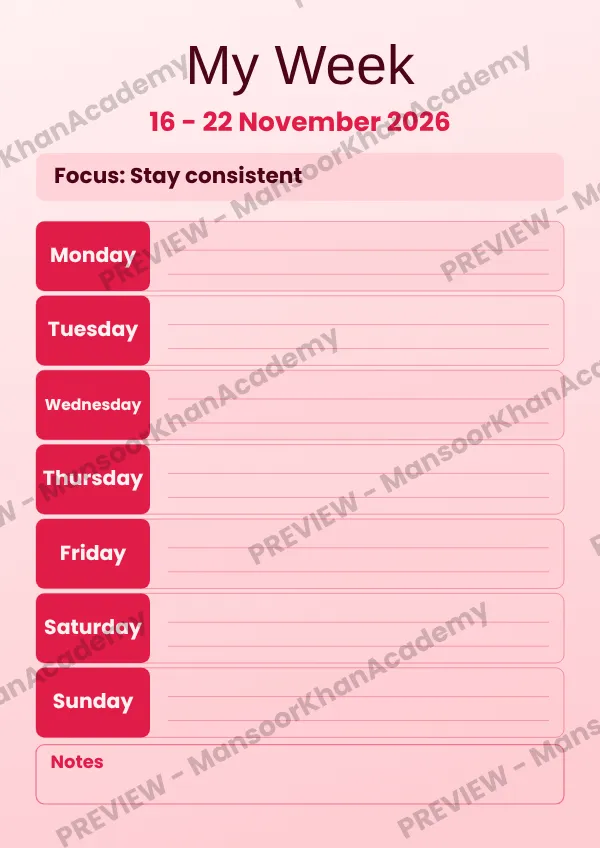 My Week
16 - 22 November 2026
Focus: Stay consistent
Monday
Tuesday
Wednesday
Thursday
Friday
Saturday
Sunday
Notes
PREVIEW - MansoorKhanAcademy